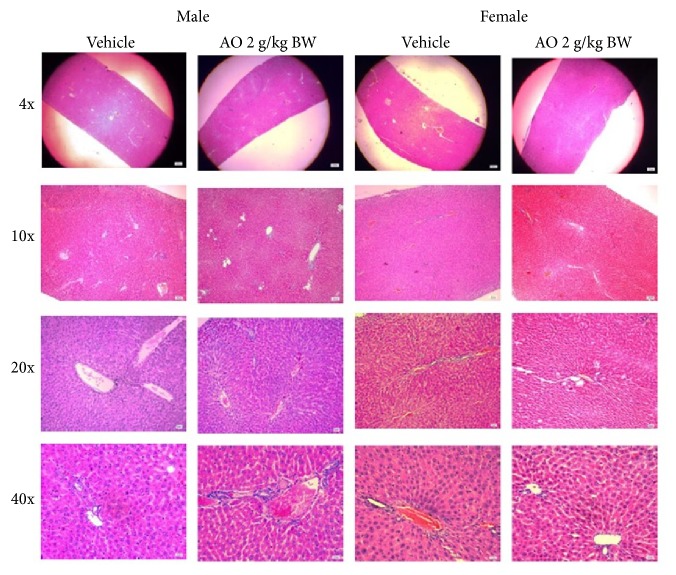 Male Female
Vehicle AO 2 g/kg BW Vehicle AO 2 g/kg BW
4x
10x
20x
40x